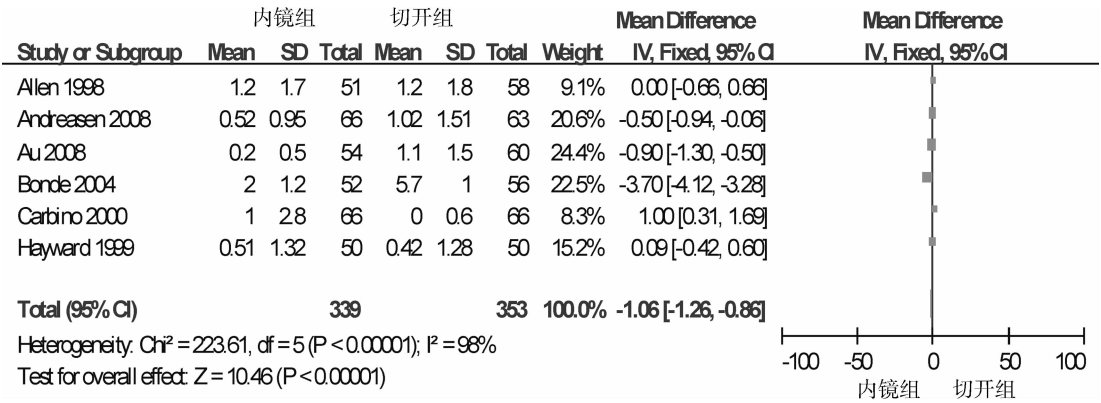 内镜组 切开组 Mean Difference Mean Difference
Study or Subgroup Mean SD Total Mean SD Total Weight IV, Fixed, 95% CI IV, Fixed, 95% CI
Allen 1998 1.2 1.7 51 1.2 1.8 58 9.1% 0.00 [-0.66, 0.66]
Andreasen 2008 0.52 0.95 66 1.02 1.51 63 20.6% -0.50 [-0.94, -0.06]
Au 2008 0.2 0.5 54 1.1 1.5 60 24.4% -0.90 [-1.30, -0.50]
Bonde 2004 2 1.2 52 5.7 1 56 22.5% -3.70 [-4.12, -3.28]
Carbino 2000 1 2.8 66 0 0.6 66 8.3% 1.00 [0.31, 1.69]
Hayward 1999 0.51 1.32 50 0.42 1.28 50 15.2% 0.09 [-0.42, 0.60]
Total (95% CI) 339 353 100.0% -1.06 [-1.26, -0.86]
Heterogeneity: Chi² = 223.61, df = 5 (P < 0.00001); I² = 98%
Test for overall effect: Z = 10.46 (P < 0.00001)
-100 -50 0 50 100
内镜组 切开组